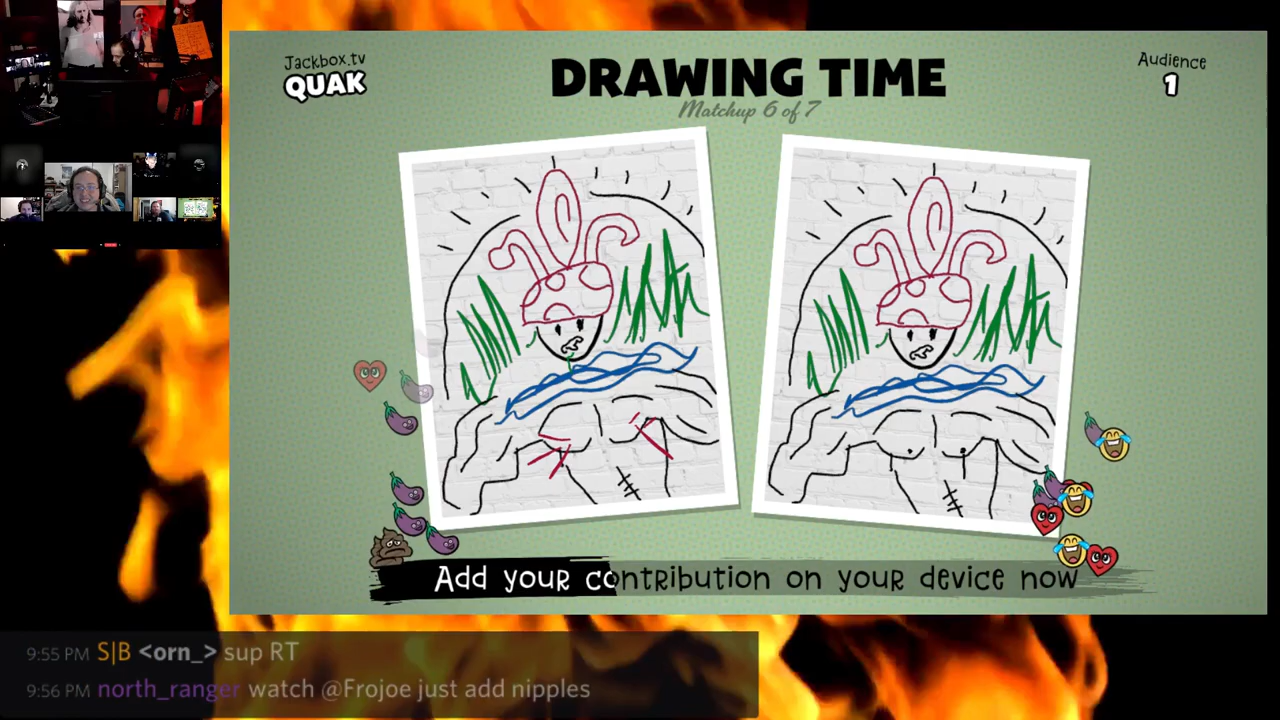 Jackbox.tv
QUAK
DRAWING TIME
Matchup 6 of 7
Audience
1
Add your contribution on your device now
9:55 PM S|B <orn_> sup RT
9:56 PM north_ranger watch @Frojoe just add nipples